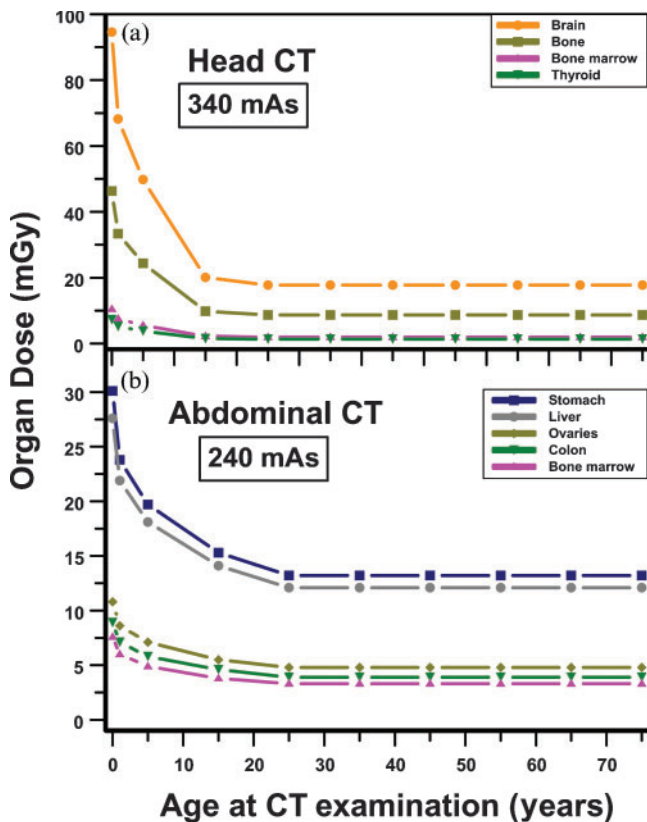 (a)
Head CT
340 mAs
Brain
Bone
Bone marrow
Thyroid
100
80
60
40
20
0
Organ Dose (mGy)
(b)
Abdominal CT
240 mAs
Stomach
Liver
Ovaries
Colon
Bone marrow
30
25
20
15
10
5
0
0 10 20 30 40 50 60 70
Age at CT examination (years)